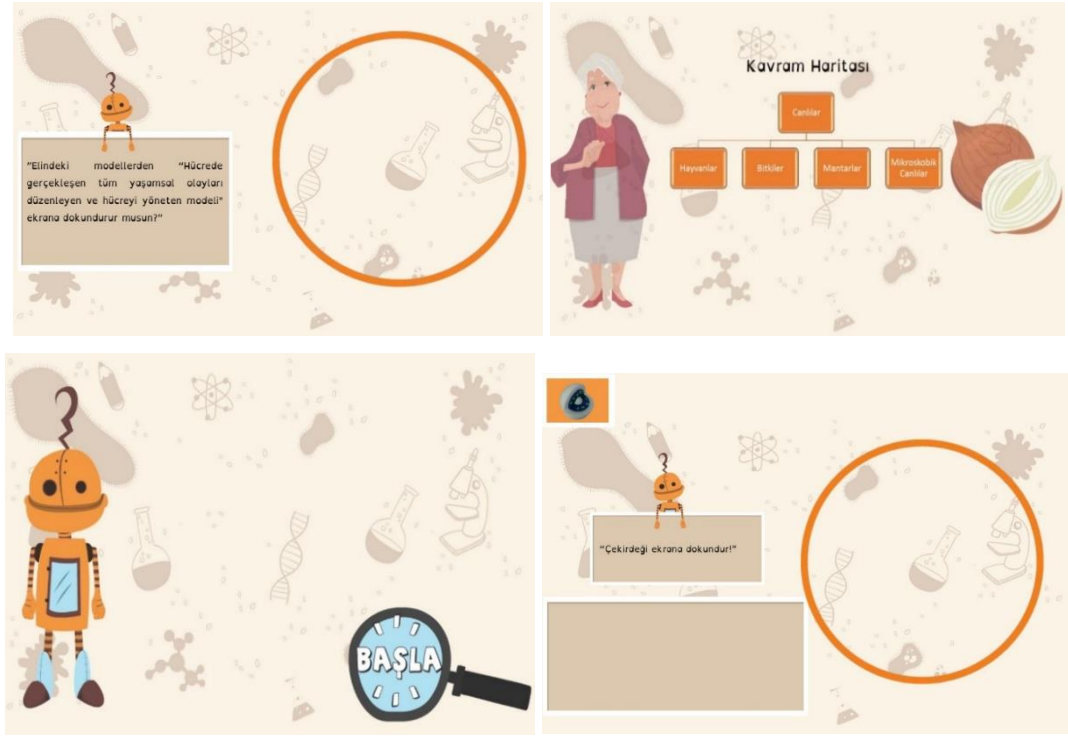 "Elindeki modellerden "Hücrede
gerçekleşen tüm yaşamsal olayları
düzenleyen ve hücreyi yöneten modeli"
ekrana dokundurur musun?"
Kavram Haritası
Canlılar
Hayvanlar
Bitkiler
Mantarlar
Mikroskobik
Canlılar
BAŞLA
"Çekirdeği ekrana dokundur!"